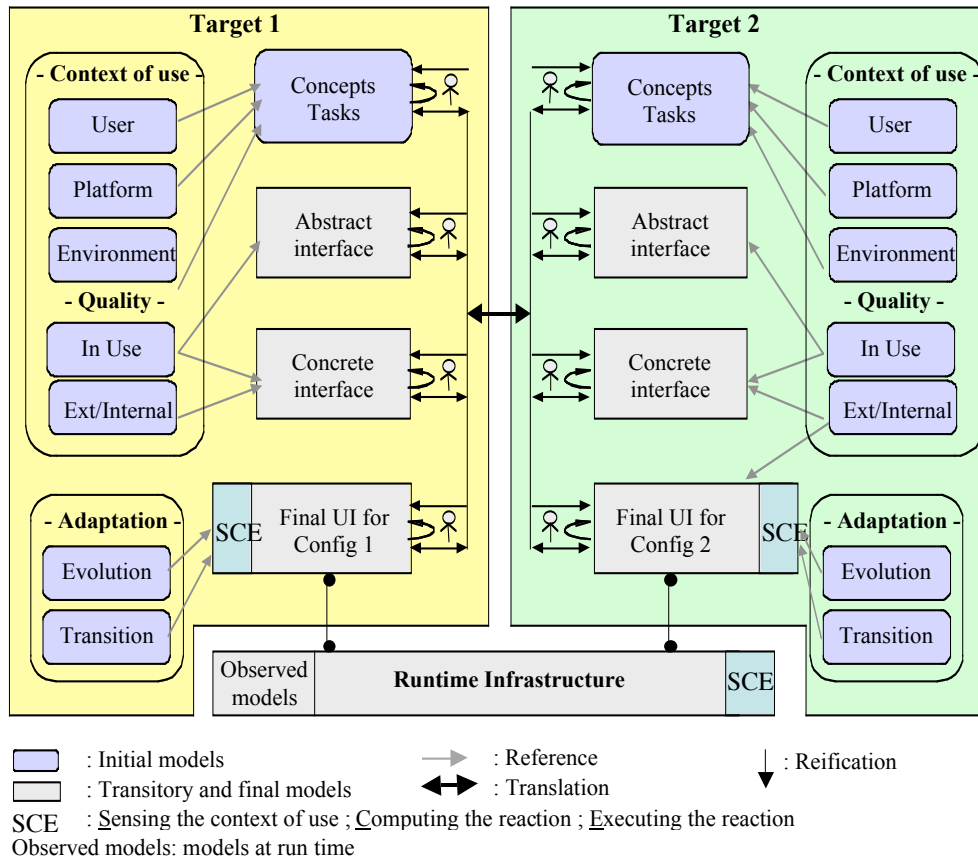 Target 1
- Context of use -
User
Platform
Environment
- Quality -
In Use
Ext/Internal
- Adaptation -
Evolution
Transition
Concepts
Tasks
Abstract
interface
Concrete
interface
SCE
Final UI for
Config 1
Target 2
Concepts
Tasks
Abstract
interface
Concrete
interface
Final UI for
Config 2
SCE
- Context of use -
User
Platform
Environment
- Quality -
In Use
Ext/Internal
- Adaptation -
Evolution
Transition
Observed
models
Runtime Infrastructure
SCE
: Initial models
: Reference
: Reification
: Transitory and final models
: Translation
SCE : Sensing the context of use ; Computing the reaction ; Executing the reaction
Observed models: models at run time